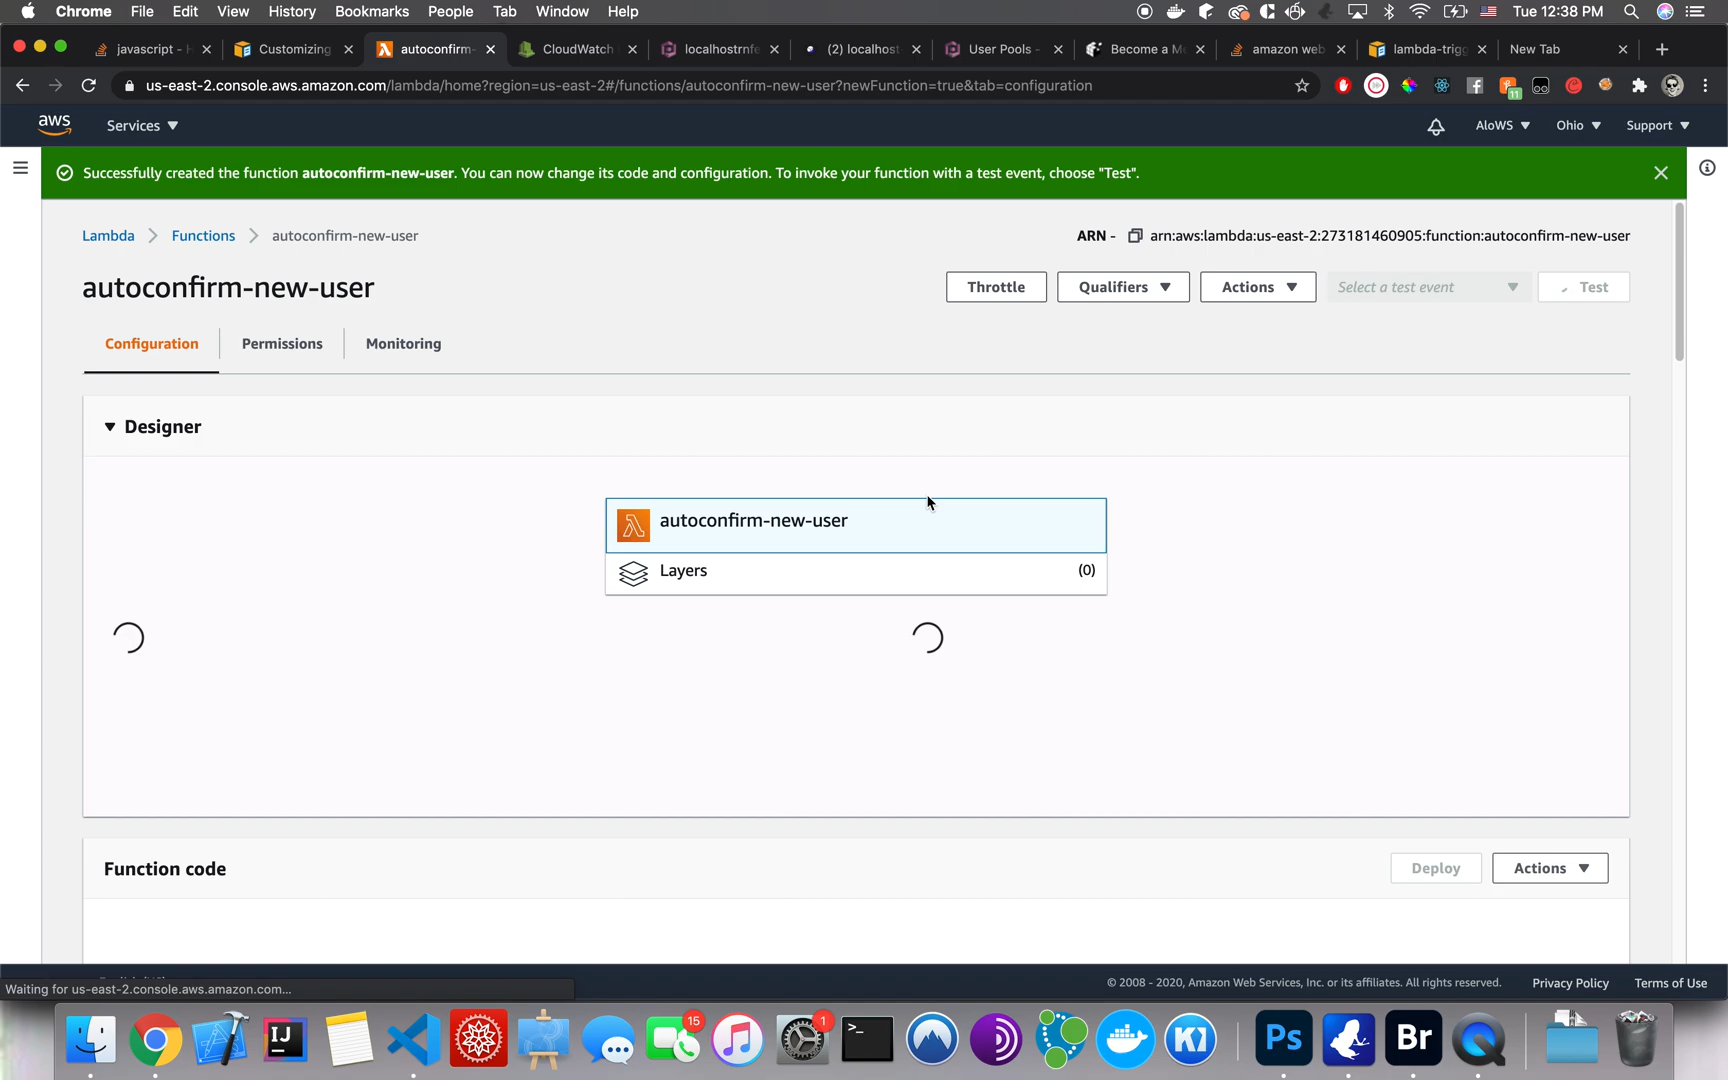 Chrome File Edit View History Bookmarks People Tab Window Help Tue 12:38 PM
javascript - H Customizing autoconfirm- CloudWatch localhostrnfe (2) localhost User Pools - Become a Me amazon web lambda-trigg New Tab
us-east-2.console.aws.amazon.com/lambda/home?region=us-east-2#/functions/autoconfirm-new-user?newFunction=true&tab=configuration 11
aws Services AloWS Ohio Support
Successfully created the function autoconfirm-new-user. You can now change its code and configuration. To invoke your function with a test event, choose "Test".
Lambda Functions autoconfirm-new-user ARN - arn:aws:lambda:us-east-2:273181460905:function:autoconfirm-new-user
autoconfirm-new-user Throttle Qualifiers Actions Select a test event Test
Configuration Permissions Monitoring
Designer
autoconfirm-new-user
Layers (0)
Function code Deploy Actions
© 2008 - 2020, Amazon Web Services, Inc. or its affiliates. All rights reserved. Privacy Policy Terms of Use
Waiting for us-east-2.console.aws.amazon.com...
IJ 15 1 >_ K Ps Br